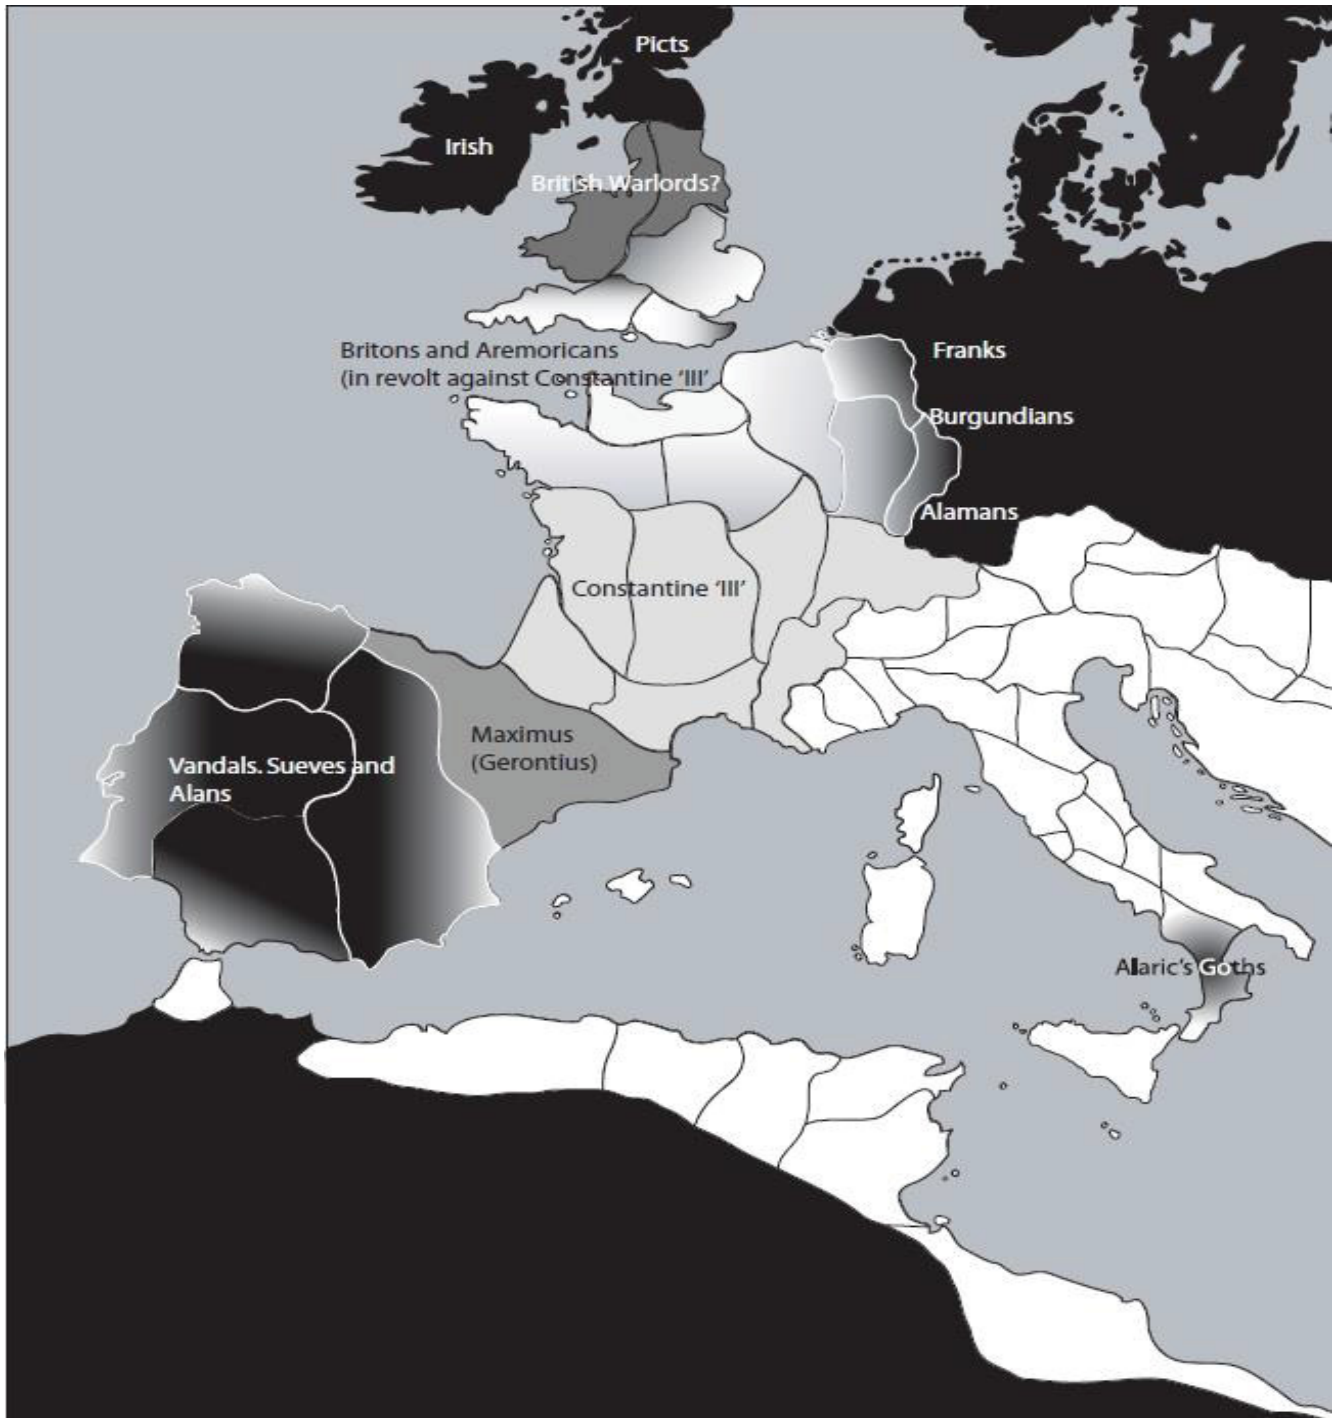 Picts
Irish
British Warlords?
Britons and Aremoricans
(in revolt against Constantine 'III'
Franks
Burgundians
Alamans
Constantine 'III'
Maximus
(Gerontius)
Vandals. Sueves and
Alans
Alaric's Goths